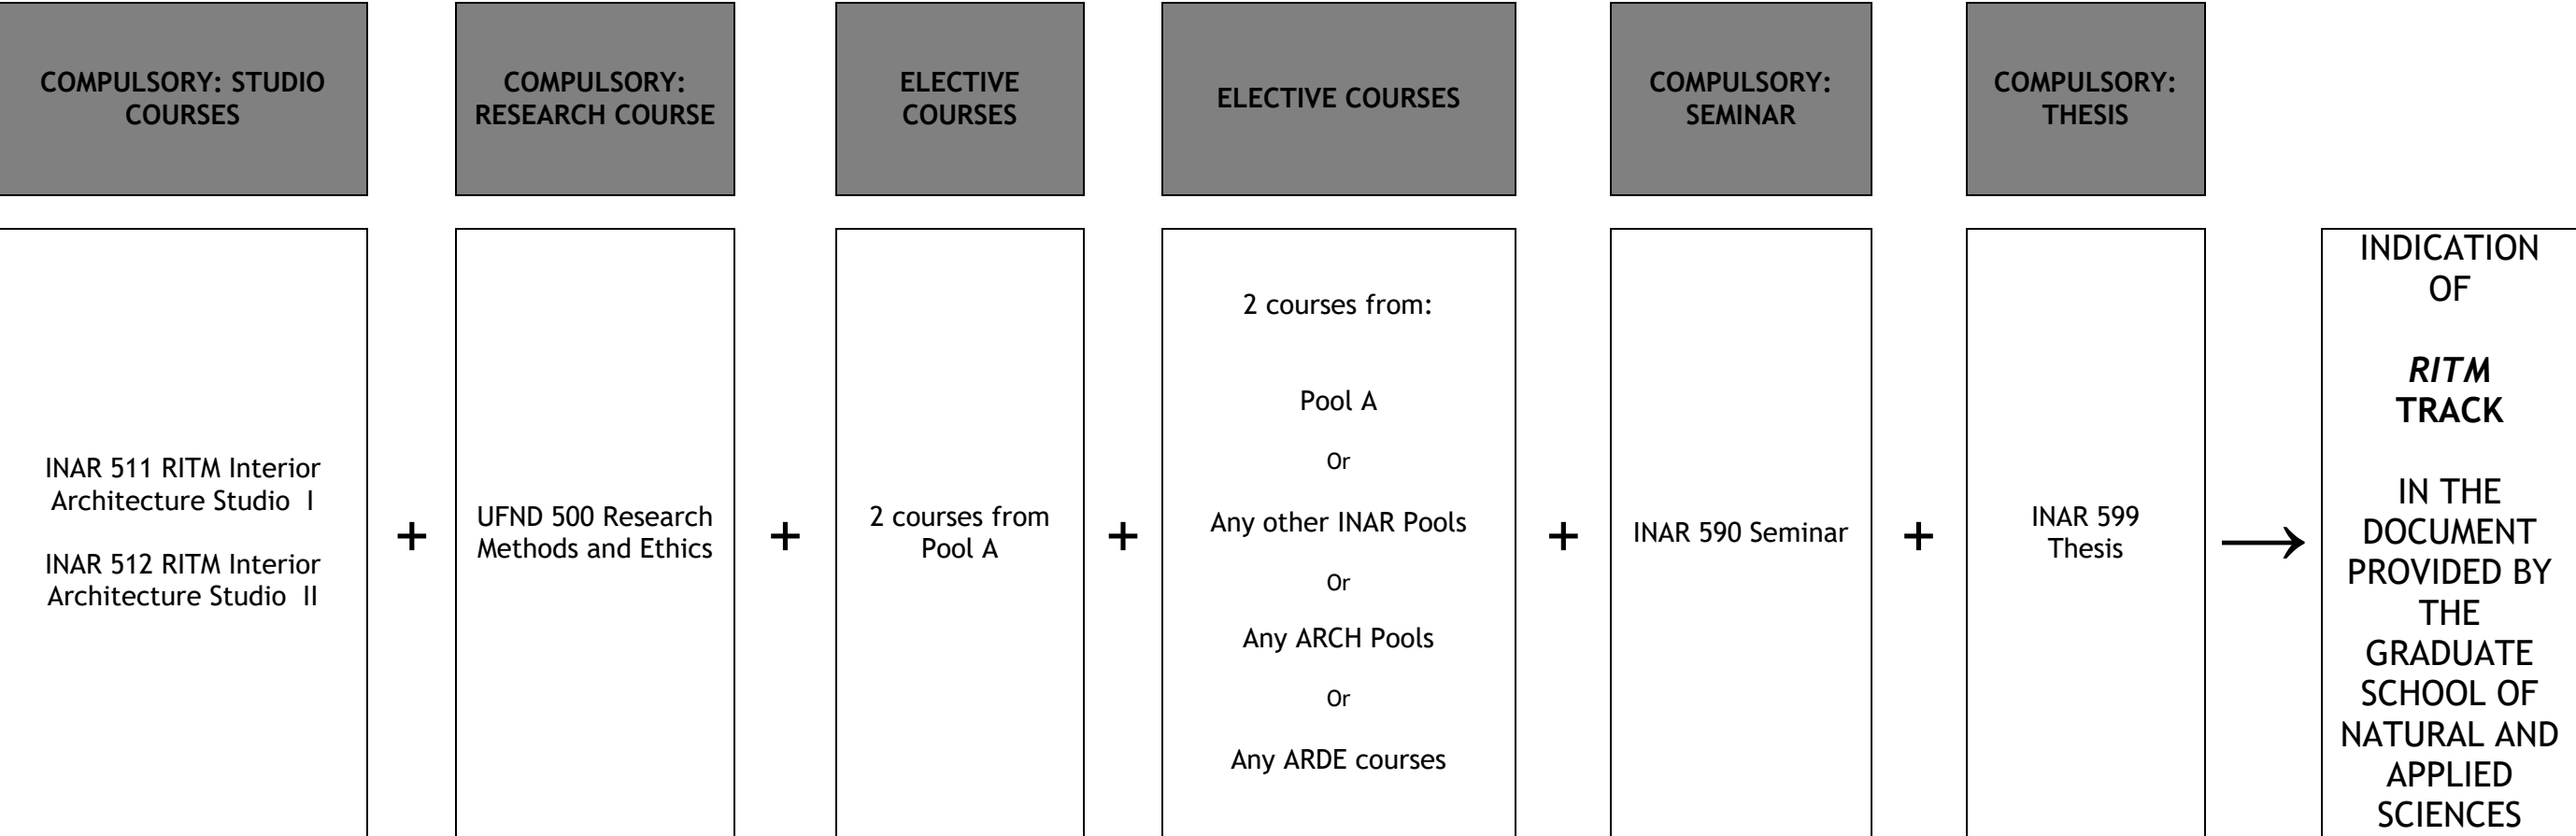 COMPULSORY: STUDIO
COURSES
COMPULSORY:
RESEARCH COURSE
ELECTIVE
COURSES
ELECTIVE COURSES
COMPULSORY:
SEMINAR
COMPULSORY:
THESIS
INAR 511 RITM Interior
Architecture Studio I
INAR 512 RITM Interior
Architecture Studio II
+
UFND 500 Research
Methods and Ethics
+
2 courses from
Pool A
+
2 courses from:
Pool A
Or
Any other INAR Pools
Or
Any ARCH Pools
Or
Any ARDE courses
+
INAR 590 Seminar
+
INAR 599
Thesis
→
INDICATION
OF
RITM
TRACK
IN THE
DOCUMENT
PROVIDED BY
THE
GRADUATE
SCHOOL OF
NATURAL AND
APPLIED
SCIENCES